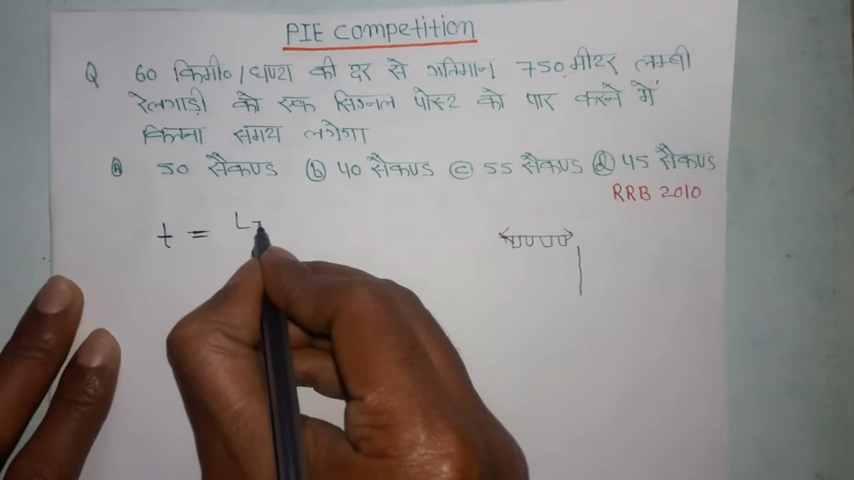 PIE Competition
Q 60 किमी०/घण्टा की दर से गतिमान 750 मीटर लम्बी
रेलगाड़ी को एक सिग्नल पोस्ट को पार करने में
कितना समय लगेगा
ⓐ 50 सैकण्ड ⓑ 40 सैकण्ड ⓒ 55 सैकण्ड ⓓ 45 सैकण्ड
RRB 2010
t = L